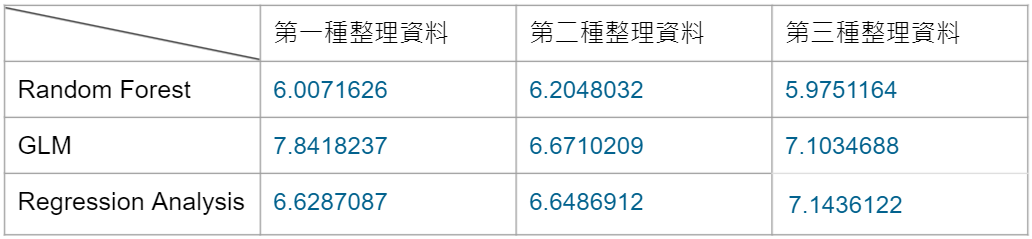 第一種整理資料 第二種整理資料 第三種整理資料
Random Forest 6.0071626 6.2048032 5.9751164
GLM 7.8418237 6.6710209 7.1034688
Regression Analysis 6.6287087 6.6486912 7.1436122